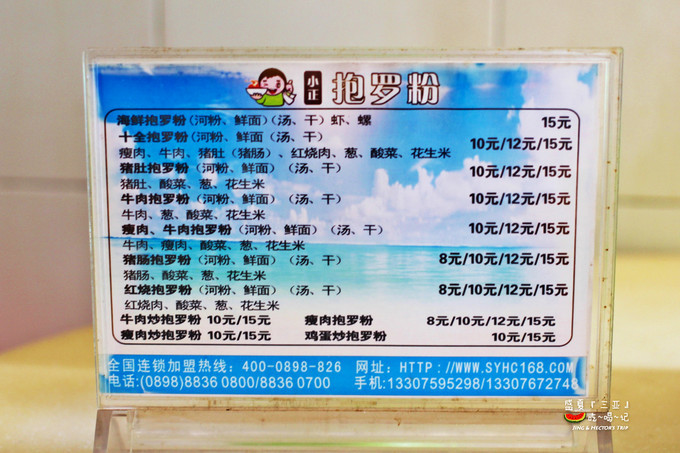 小正 抱罗粉
海鲜抱罗粉(河粉、鲜面)(汤、干)虾、螺 15元
十全抱罗粉(河粉、鲜面)(汤、干) 10元/12元/15元
瘦肉、牛肉、猪肚(猪肠)、红烧肉、葱、酸菜、花生米
猪肚抱罗粉(河粉、鲜面)(汤、干) 10元/12元/15元
猪肚、酸菜、葱、花生米
牛肉抱罗粉(河粉、鲜面)(汤、干) 10元/12元/15元
牛肉、葱、酸菜、花生米
瘦肉、牛肉抱罗粉(河粉、鲜面)(汤、干) 10元/12元/15元
牛肉、瘦肉、酸菜、葱、花生米
猪肠抱罗粉(河粉、鲜面)(汤、干) 8元/10元/12元/15元
猪肠、酸菜、葱、花生米
红烧抱罗粉(河粉、鲜面)(汤、干) 8元/10元/12元/15元
红烧肉、酸菜、葱、花生米
牛肉炒抱罗粉 10元/15元 瘦肉抱罗粉 8元/10元/12元/15元
瘦肉炒抱罗粉 10元/15元 鸡蛋炒抱罗粉 10元/15元
全国连锁加盟热线:400-0898-826 网址:HTTP://WWW.SYHC168.COM
电话:(0898)8836 0800/8836 0700 手机:13307595298/13307672748
盛夏「三亚」
吃~喝~记
JING & HECTOR'S TRIP